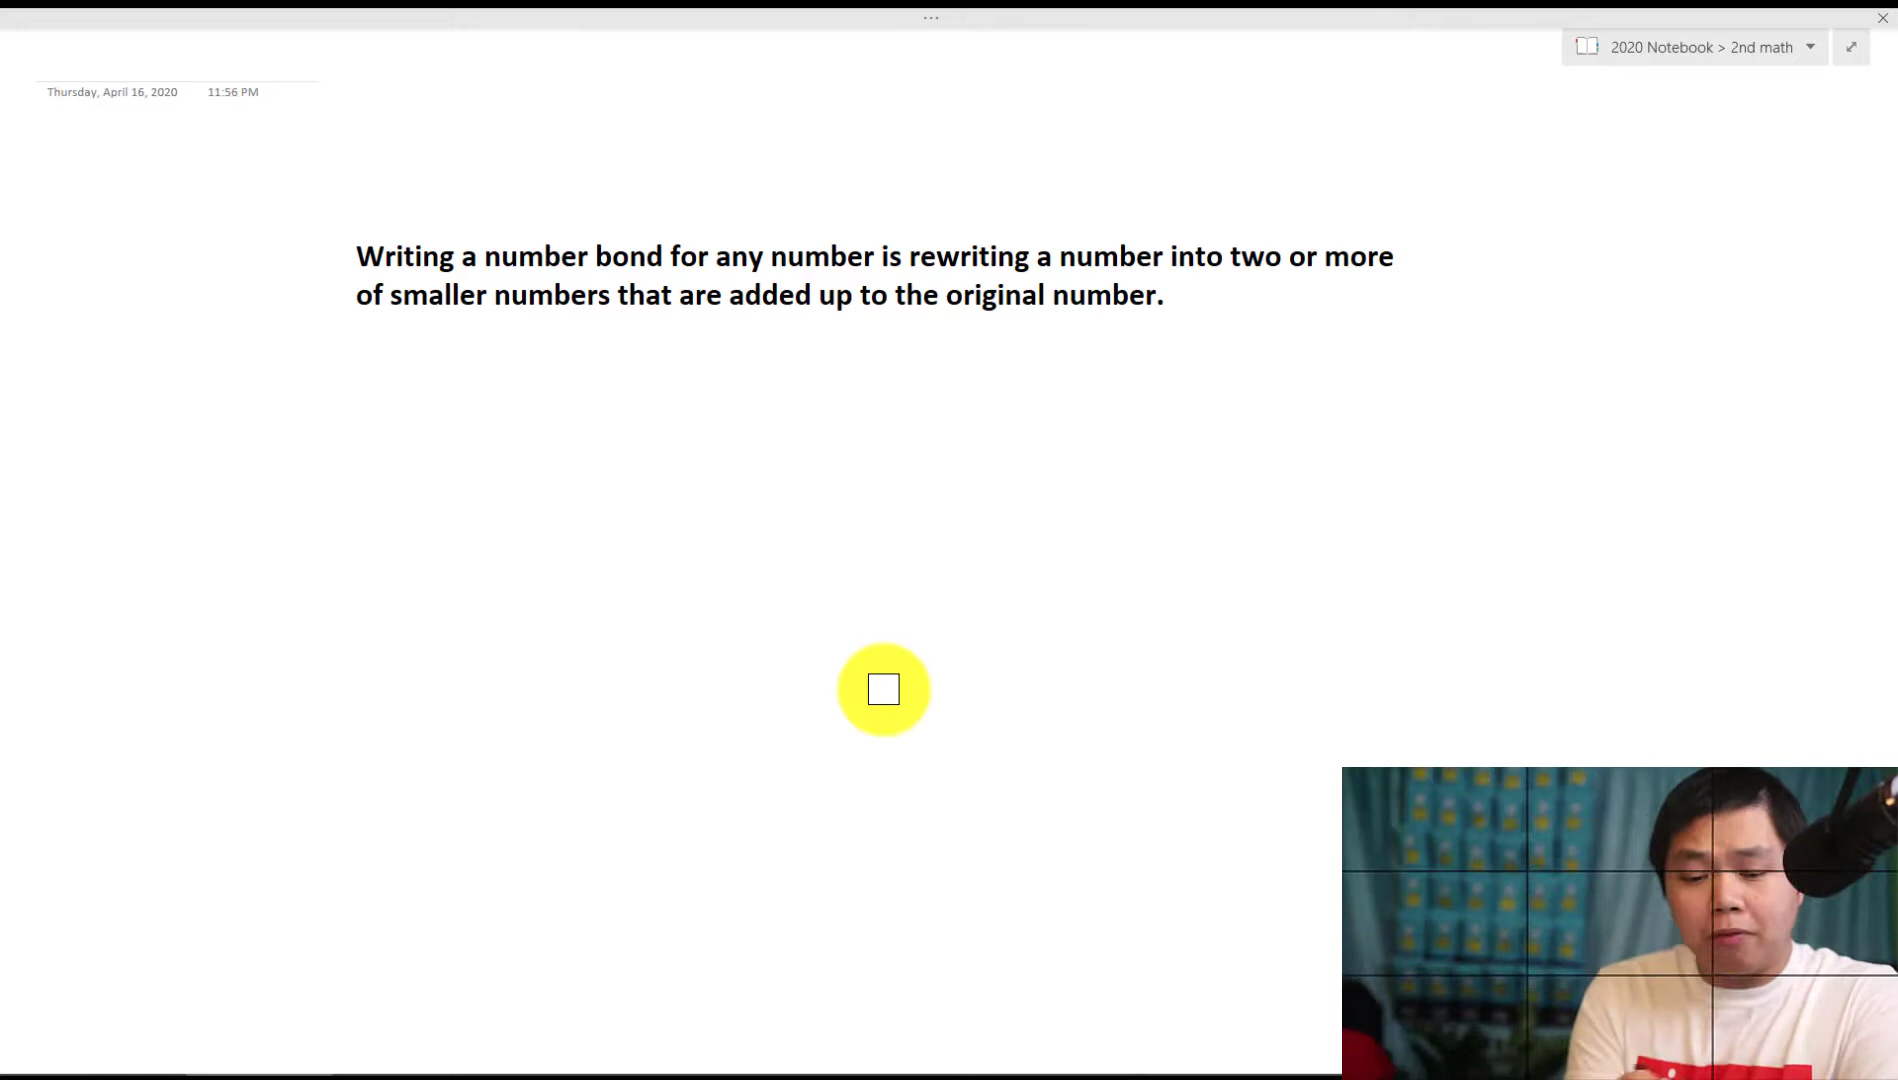 2020 Notebook > 2nd math
Thursday, April 16, 2020 11:56 PM
Writing a number bond for any number is rewriting a number into two or more
of smaller numbers that are added up to the original number.